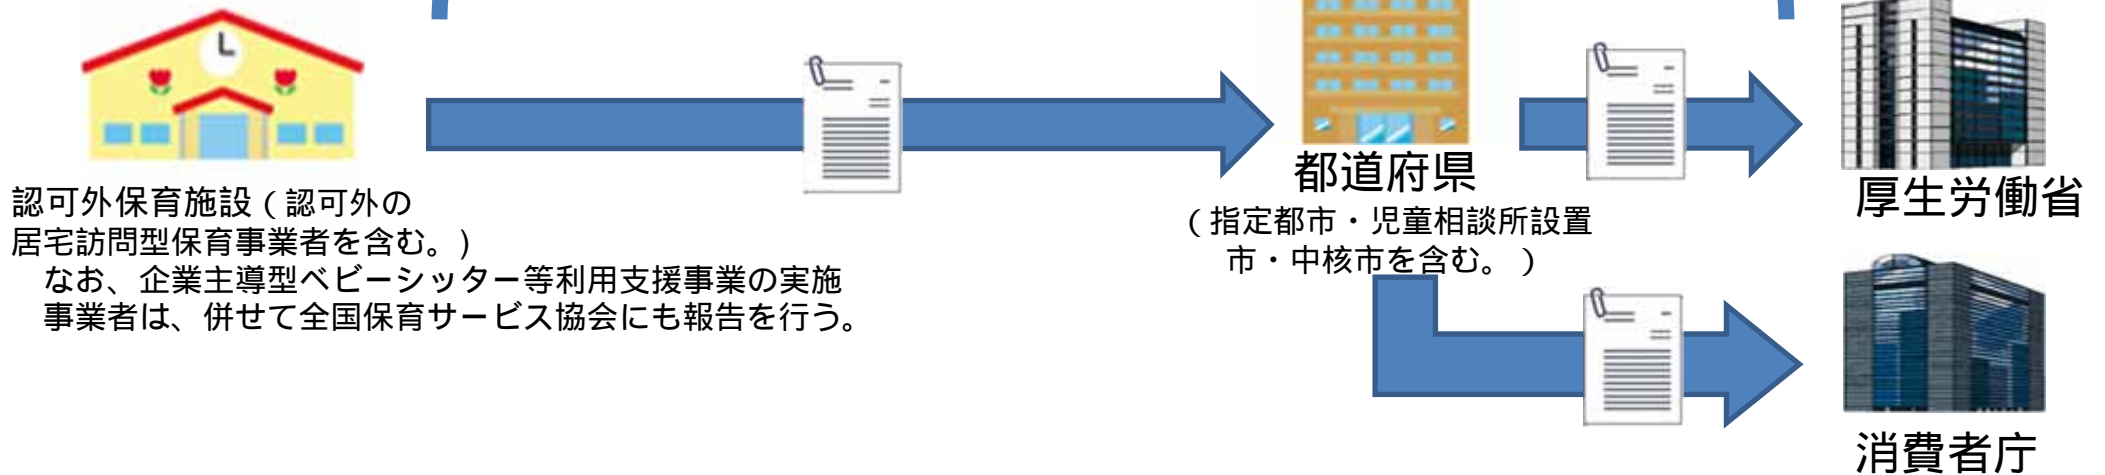 認可外保育施設(認可外の
居宅訪問型保育事業者を含む。)
なお、企業主導型ベビーシッター等利用支援事業の実施
事業者は、併せて全国保育サービス協会にも報告を行う。
都道府県
(指定都市・児童相談所設置
市・中核市を含む。)
厚生労働省
消費者庁